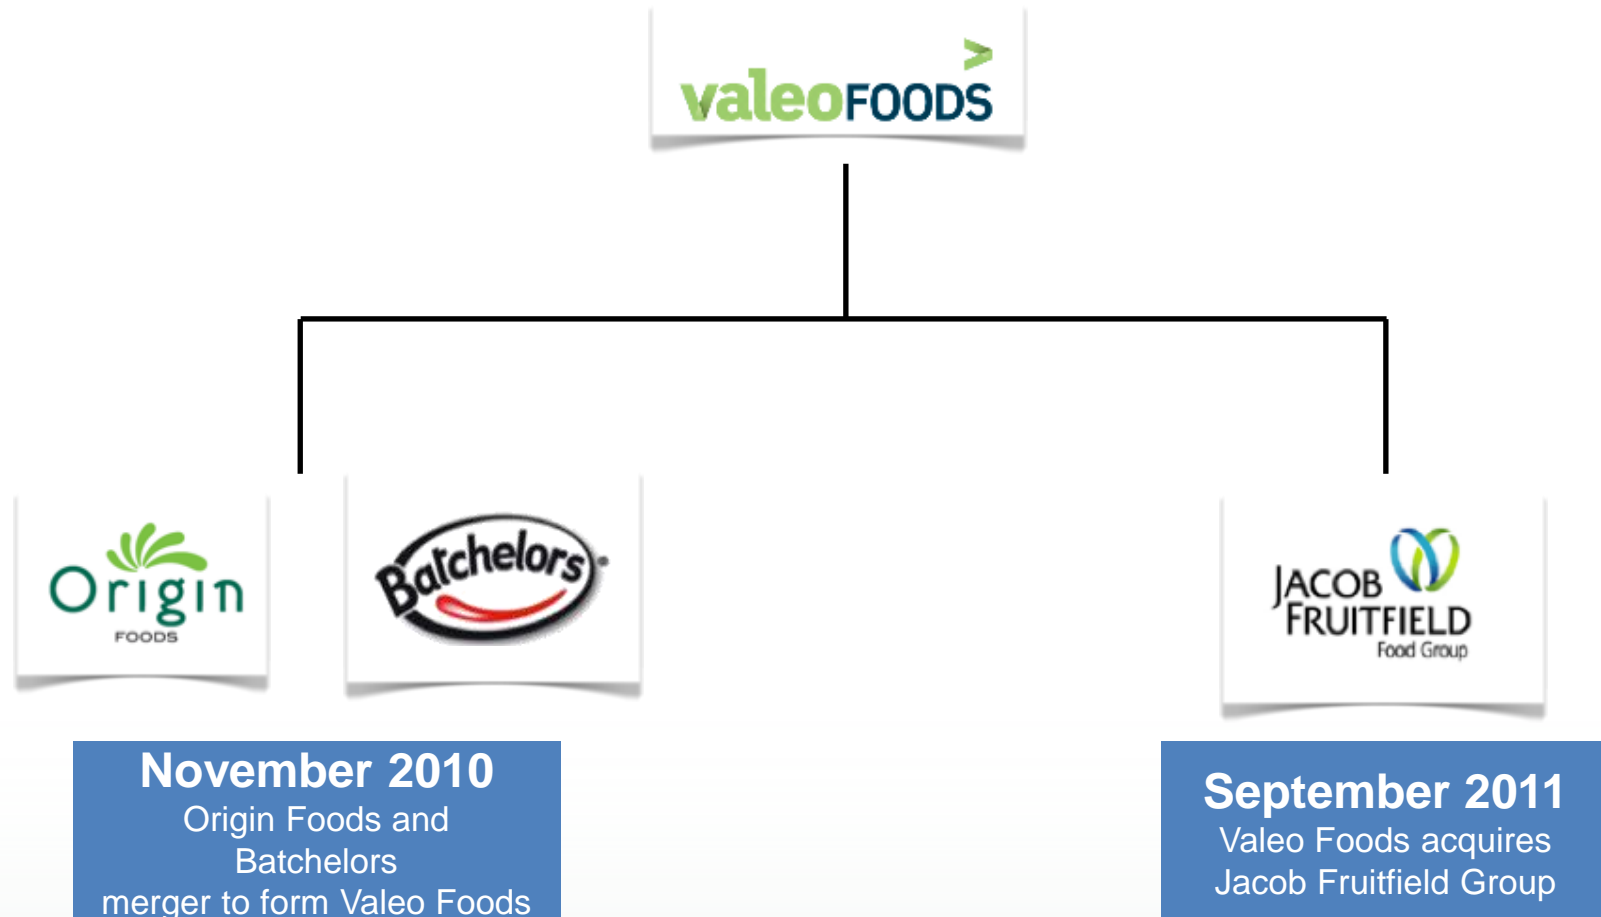 valeoFOODS
Origin
FOODS
Batchelors
JACOB
FRUITFIELD
Food Group
November 2010
Origin Foods and
Batchelors
merger to form Valeo Foods
September 2011
Valeo Foods acquires
Jacob Fruitfield Group